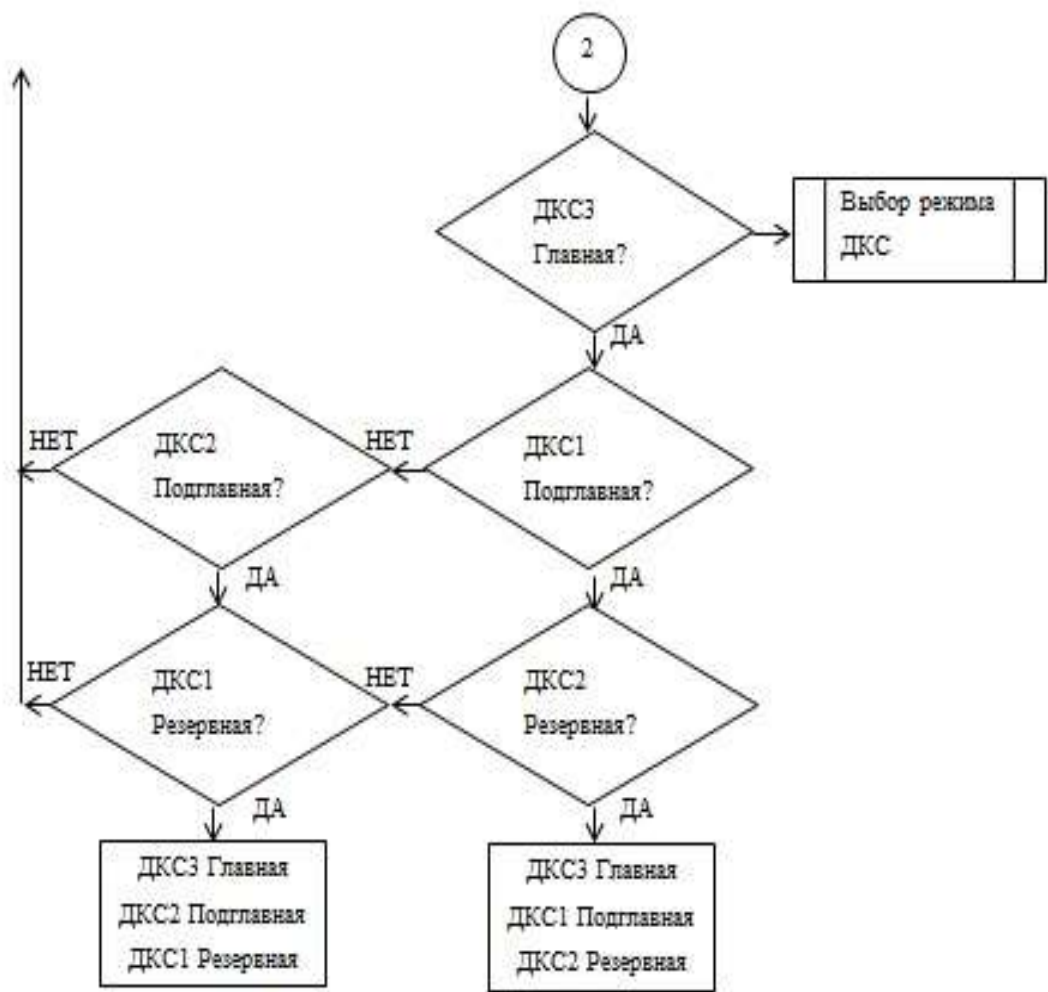 2
ДКС3
Главная?
Выбор режима
ДКС
ДА
НЕТ
ДКС2
Подглавная?
НЕТ
ДКС1
Подглавная?
ДА
ДА
НЕТ
ДКС1
Резервная?
НЕТ
ДКС2
Резервная?
ДА
ДА
ДКС3 Главная
ДКС2 Подглавная
ДКС1 Резервная
ДКС3 Главная
ДКС1 Подглавная
ДКС2 Резервная